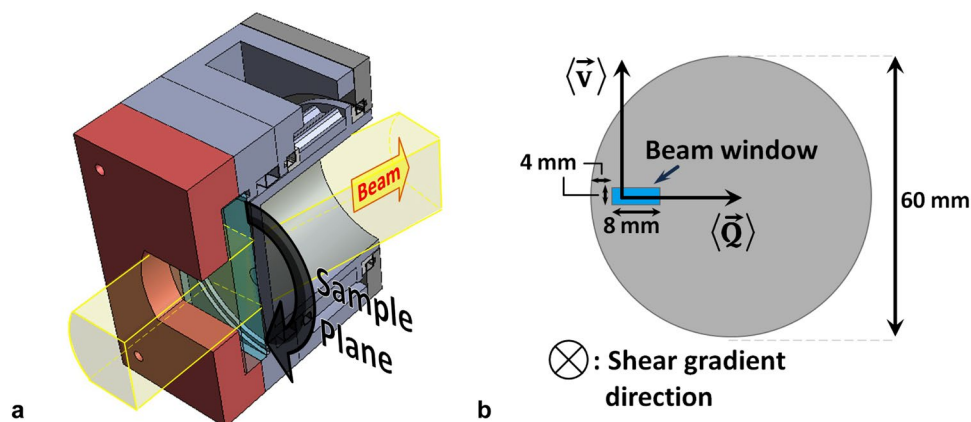 Beam
Sample
Plane
a
⟨v⃗⟩
4 mm
Beam window
8 mm
⟨Q⃗⟩
60 mm
⊗: Shear gradient
direction
b